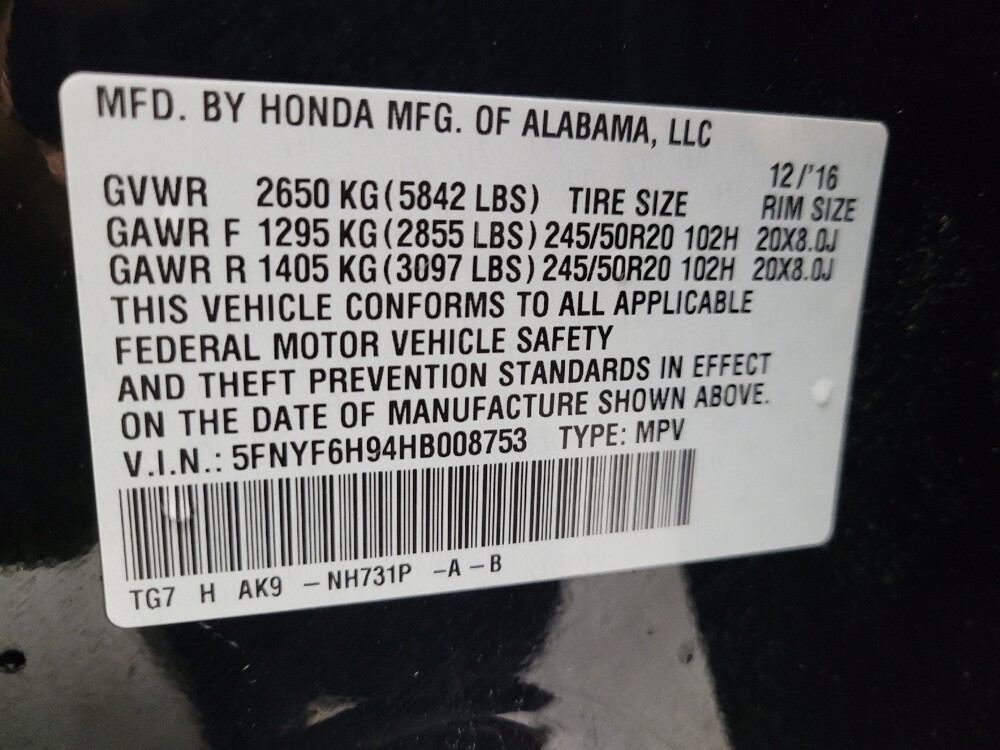 MFD. BY HONDA MFG. OF ALABAMA, LLC
12/'16
GVWR 2650 KG (5842 LBS) TIRE SIZE RIM SIZE
GAWR F 1295 KG (2855 LBS) 245/50R20 102H 20X8.0J
GAWR R 1405 KG (3097 LBS) 245/50R20 102H 20X8.0J
THIS VEHICLE CONFORMS TO ALL APPLICABLE
FEDERAL MOTOR VEHICLE SAFETY
AND THEFT PREVENTION STANDARDS IN EFFECT
ON THE DATE OF MANUFACTURE SHOWN ABOVE.
V.I.N.: 5FNYF6H94HB008753 TYPE: MPV
TG7 H AK9 – NH731P –A – B